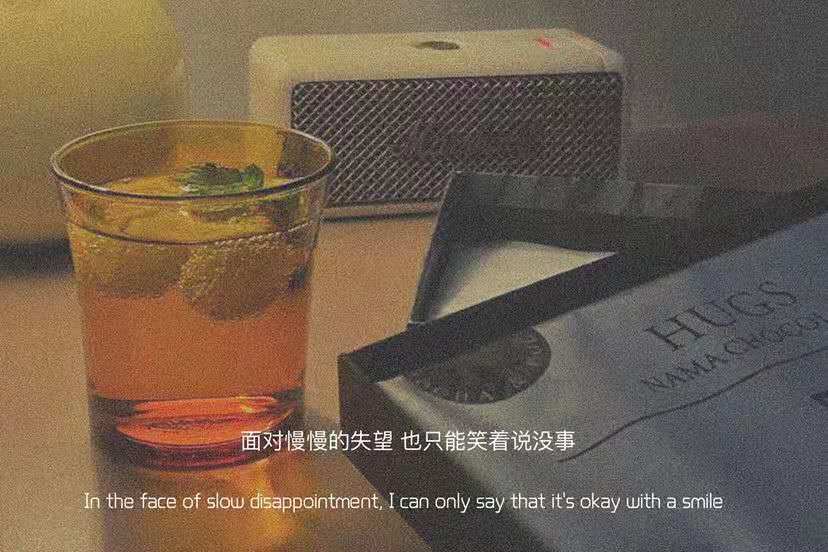 HUGS
NAMA CHOCOL
面对慢慢的失望 也只能笑着说没事
In the face of slow disappointment, I can only say that it's okay with a smile